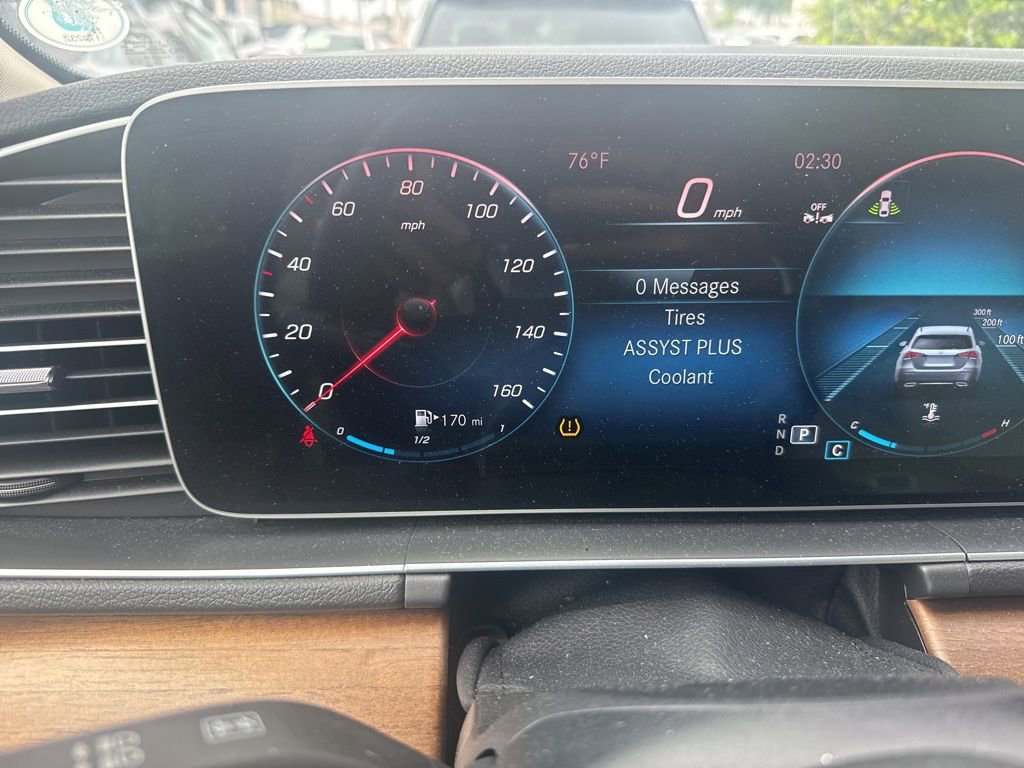 76°F
02:30
0 mph
OFF
0 Messages
Tires
ASSYST PLUS
Coolant
0
20
40
60
80
100
120
140
160
mph
170 mi
0
1/2
1
R
N
P
D
C
300 ft
200 ft
100 ft
°F
C
H